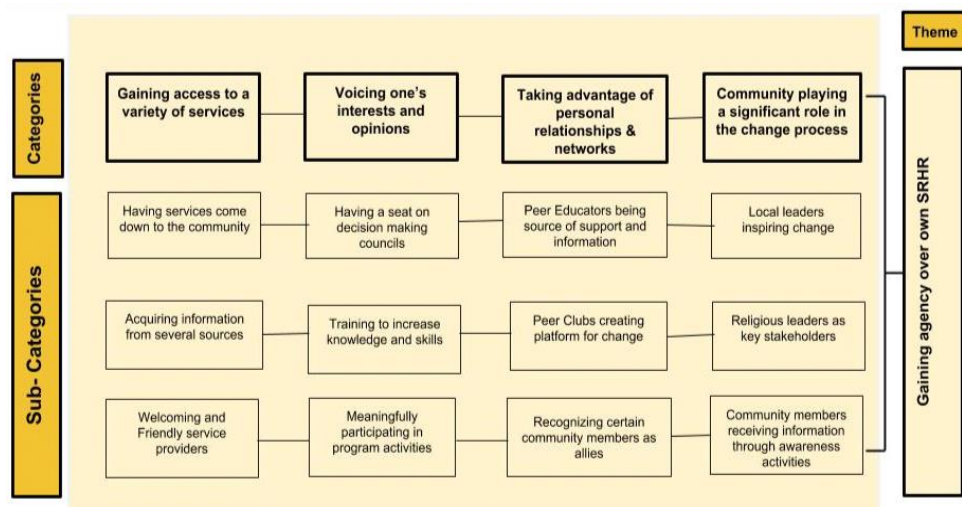 Theme
Categories
Gaining access to a
variety of services
Voicing one's
interests and
opinions
Taking advantage of
personal
relationships &
networks
Community playing
a significant role in
the change process
Sub- Categories
Having services come
down to the community
Having a seat on
decision making
councils
Peer Educators being
source of support and
information
Local leaders
inspiring change
Acquiring information
from several sources
Training to increase
knowledge and skills
Peer Clubs creating
platform for change
Religious leaders as
key stakeholders
Welcoming and
Friendly service
providers
Meaningfully
participating in
program activities
Recognizing certain
community members as
allies
Community members
receiving information
through awareness
activities
Gaining agency over own SRHR